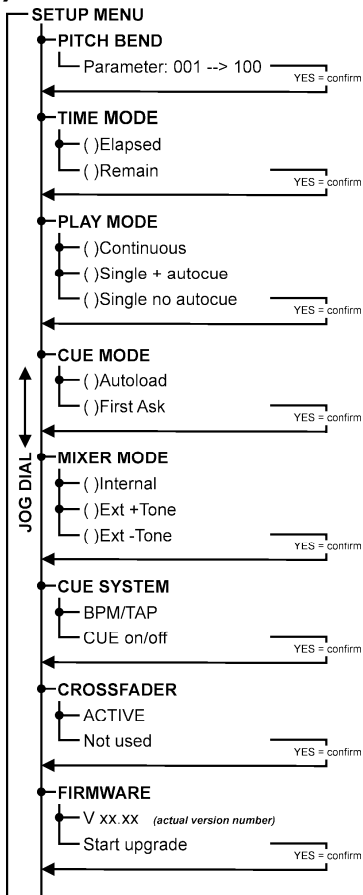 SETUP MENU
PITCH BEND
Parameter: 001 --> 100
YES = confirm
TIME MODE
( )Elapsed
( )Remain
YES = confirm
PLAY MODE
( )Continuous
( )Single + autocue
( )Single no autocue
YES = confirm
CUE MODE
( )Autoload
( )First Ask
YES = confirm
JOG DIAL
MIXER MODE
( )Internal
( )Ext +Tone
( )Ext -Tone
YES = confirm
CUE SYSTEM
BPM/TAP
CUE on/off
YES = confirm
CROSSFADER
ACTIVE
Not used
YES = confirm
FIRMWARE
V xx.xx (actual version number)
Start upgrade
YES = confirm